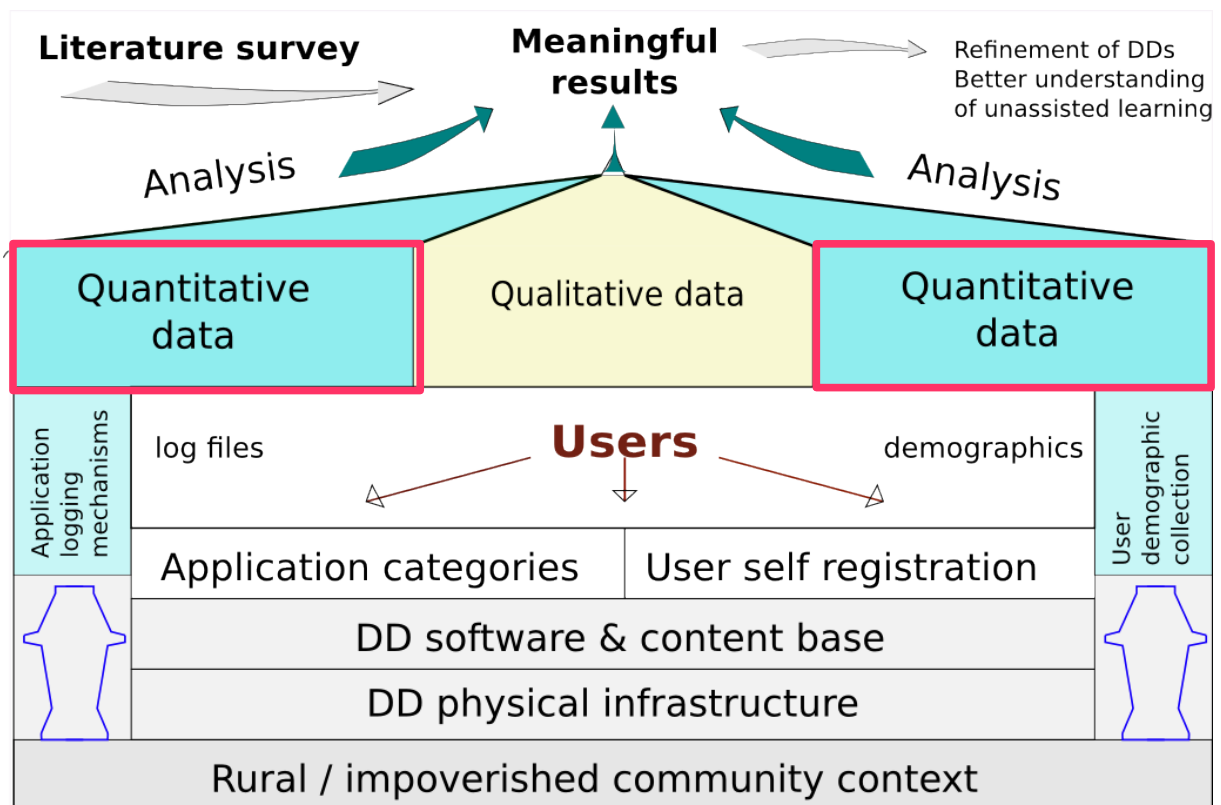 Literature survey
Meaningful
results
Refinement of DDs
Better understanding
of unassisted learning
Analysis
Analysis
Quantitative
data
Qualitative data
Quantitative
data
Application
logging
mechanisms
log files
Users
demographics
User
demographic
collection
Application categories
User self registration
DD software & content base
DD physical infrastructure
Rural / impoverished community context